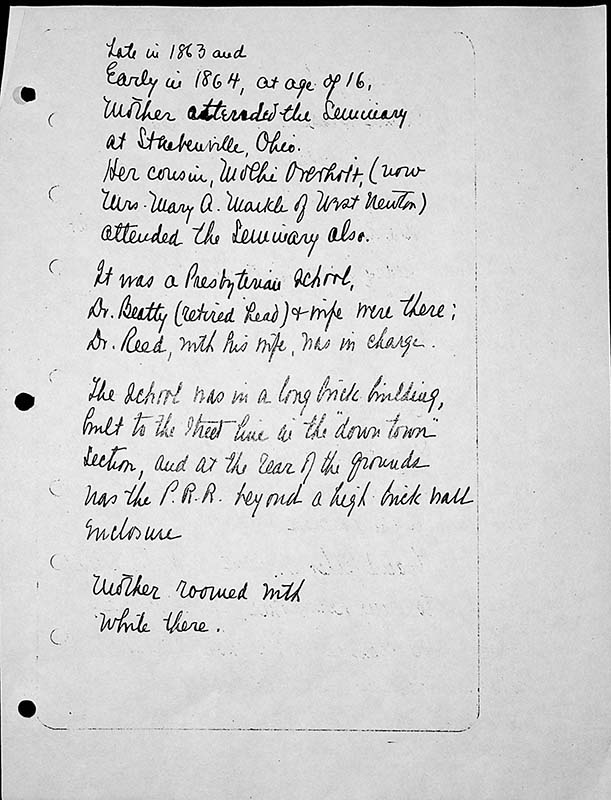 Late in 1863 and
Early in 1864, at age of 16,
Mother attended the Seminary
at Steubenville, Ohio.
Her cousin, Mollie Overholt, (now
Mrs. Mary A. Markle of West Newton)
attended the Seminary also.
It was a Presbyterian School,
Dr. Beatty (retired head) & wife were there;
Dr. Reed, with his wife, was in charge.
The School was in a long brick building,
built to the street line in the "down town"
section, and at the rear of the grounds
was the P.R.R. beyond a high brick wall
enclosure
Mother roomed with
White there.